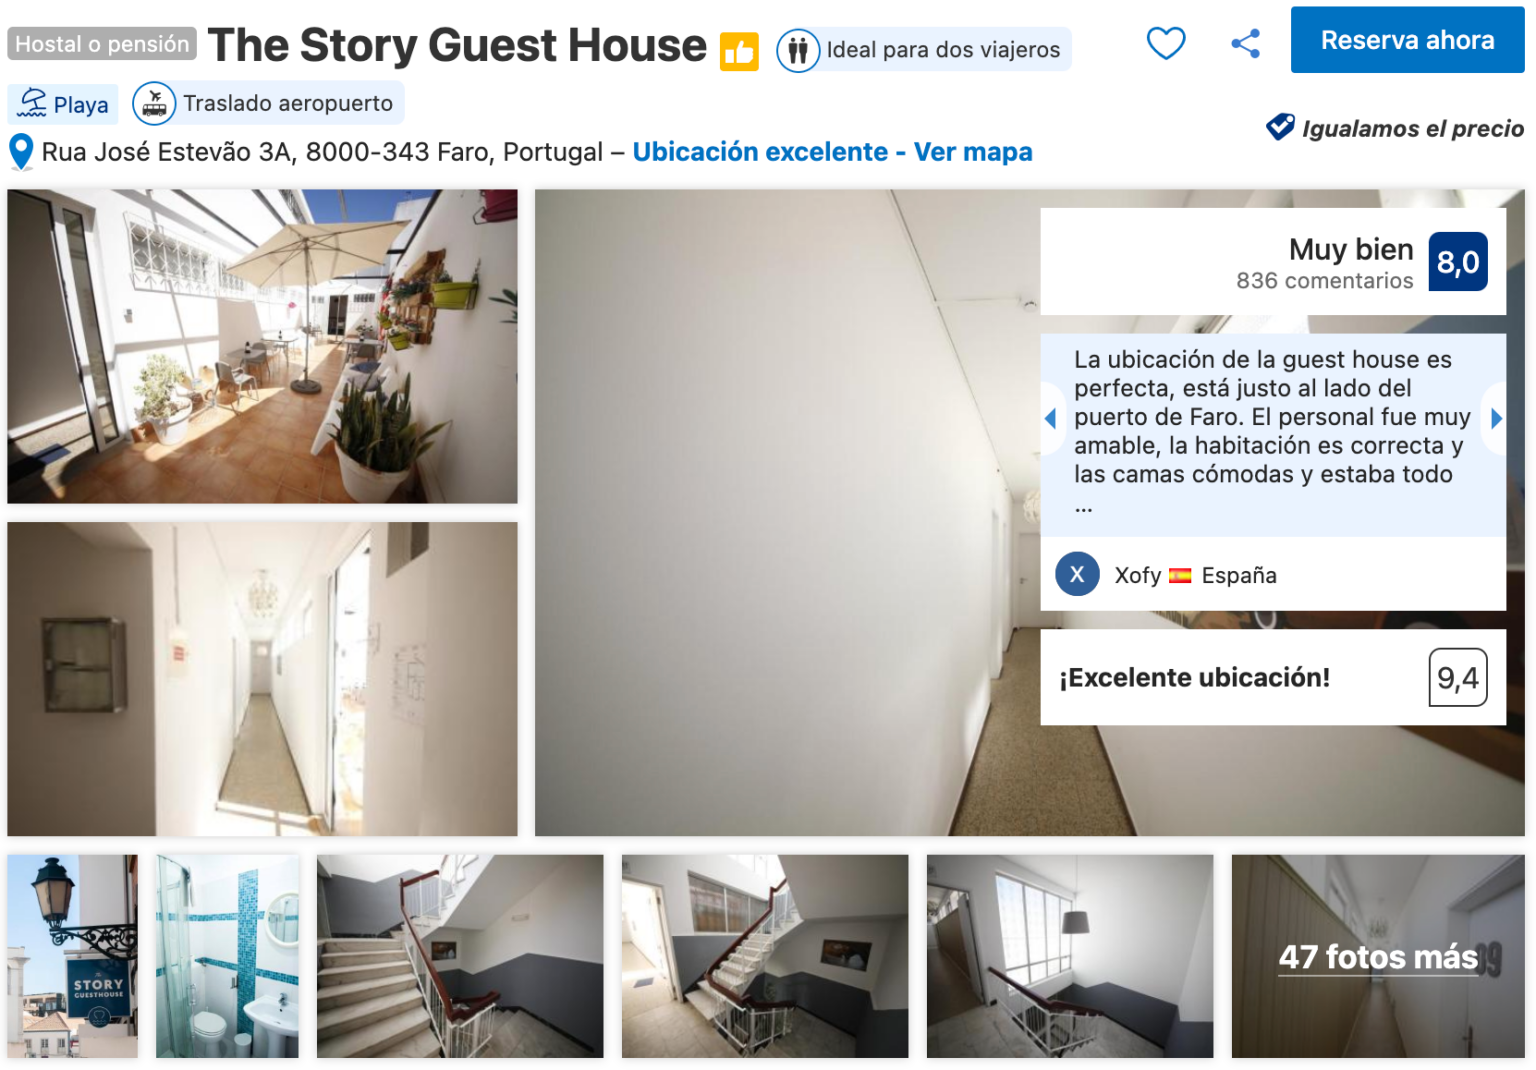 Hostal o pensión The Story Guest House Ideal para dos viajeros Reserva ahora
Playa Traslado aeropuerto
Igualamos el precio
Rua José Estevão 3A, 8000-343 Faro, Portugal – Ubicación excelente - Ver mapa
Muy bien 8,0
836 comentarios
La ubicación de la guest house es
perfecta, está justo al lado del
puerto de Faro. El personal fue muy
amable, la habitación es correcta y
las camas cómodas y estaba todo
...
X Xofy España
¡Excelente ubicación! 9,4
STORY
GUESTHOUSE
47 fotos más